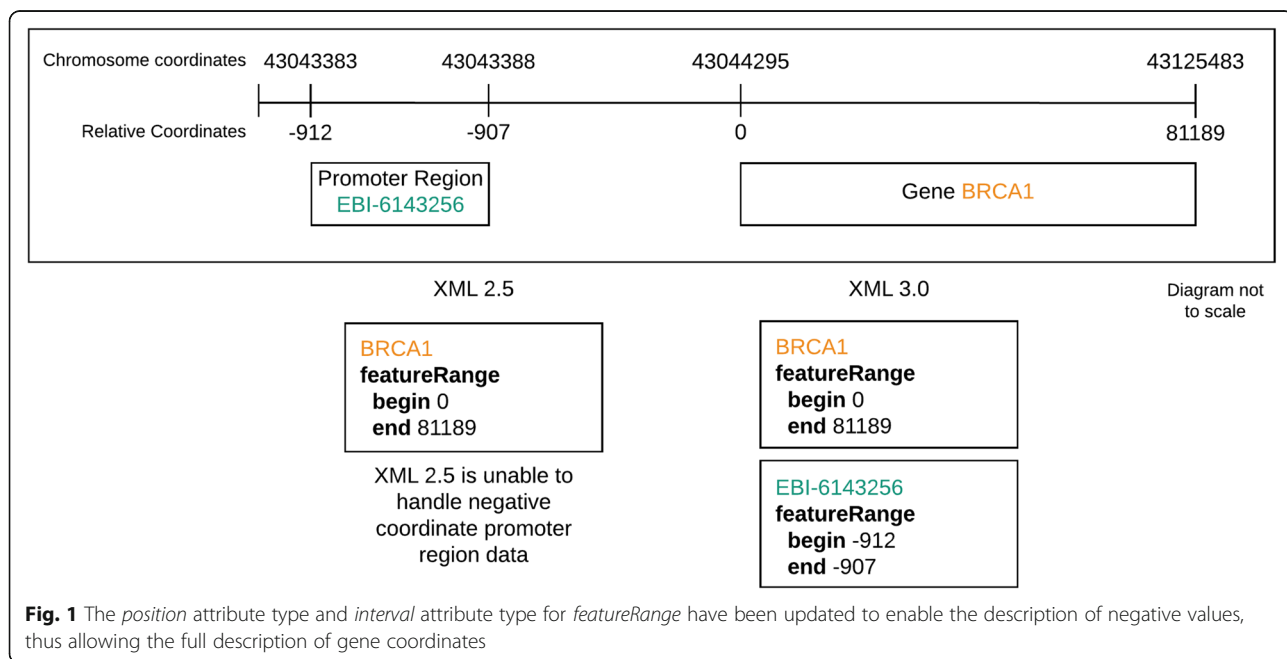 Chromosome coordinates 43043383 43043388 43044295 43125483
Relative Coordinates -912 -907 0 81189
Promoter Region
EBI-6143256
Gene BRCA1
XML 2.5
XML 3.0
Diagram not
to scale
BRCA1
featureRange
begin 0
end 81189
XML 2.5 is unable to
handle negative
coordinate promoter
region data
BRCA1
featureRange
begin 0
end 81189
EBI-6143256
featureRange
begin -912
end -907
Fig. 1 The position attribute type and interval attribute type for featureRange have been updated to enable the description of negative values,
thus allowing the full description of gene coordinates